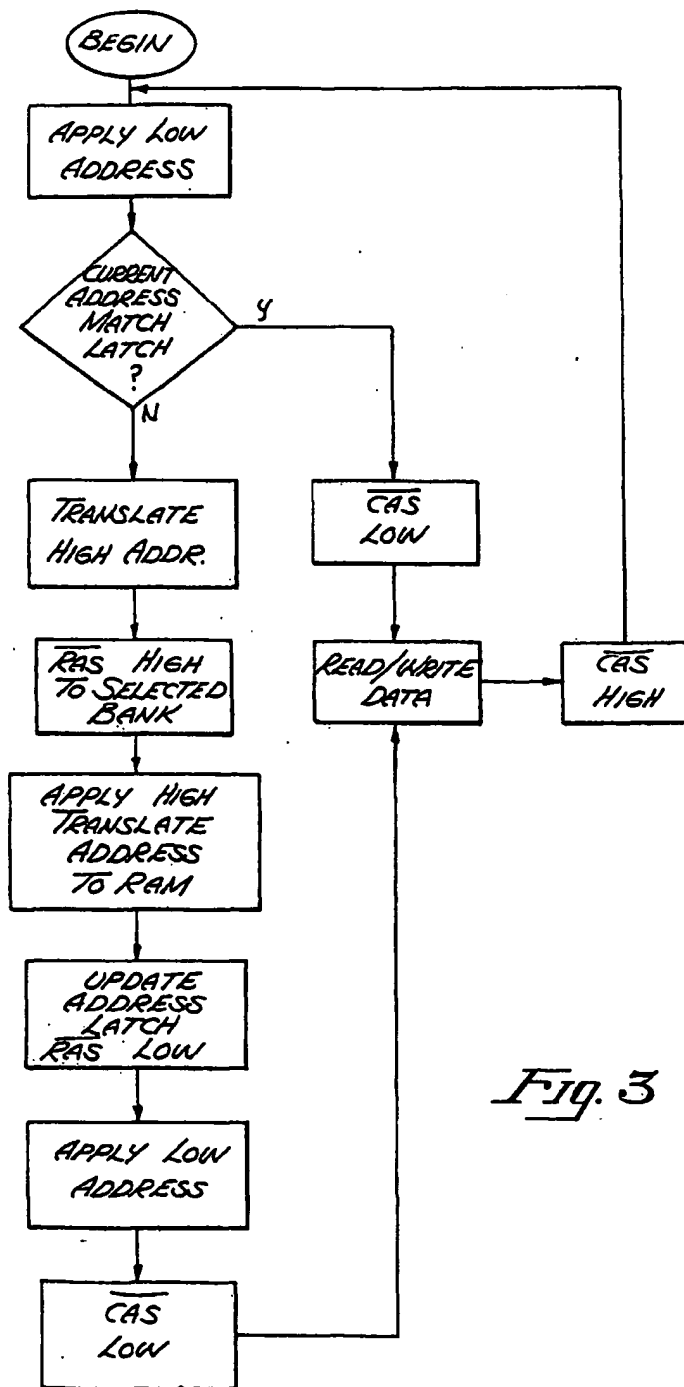 BEGIN
APPLY LOW
ADDRESS
CURRENT
ADDRESS
MATCH
LATCH
?
Y
N
TRANSLATE
HIGH ADDR.
CAS
LOW
RAS HIGH
TO SELECTED
BANK
READ/WRITE
DATA
CAS
HIGH
APPLY HIGH
TRANSLATE
ADDRESS
TO RAM
UPDATE
ADDRESS
LATCH
RAS LOW
Fig. 3
APPLY LOW
ADDRESS
CAS
LOW